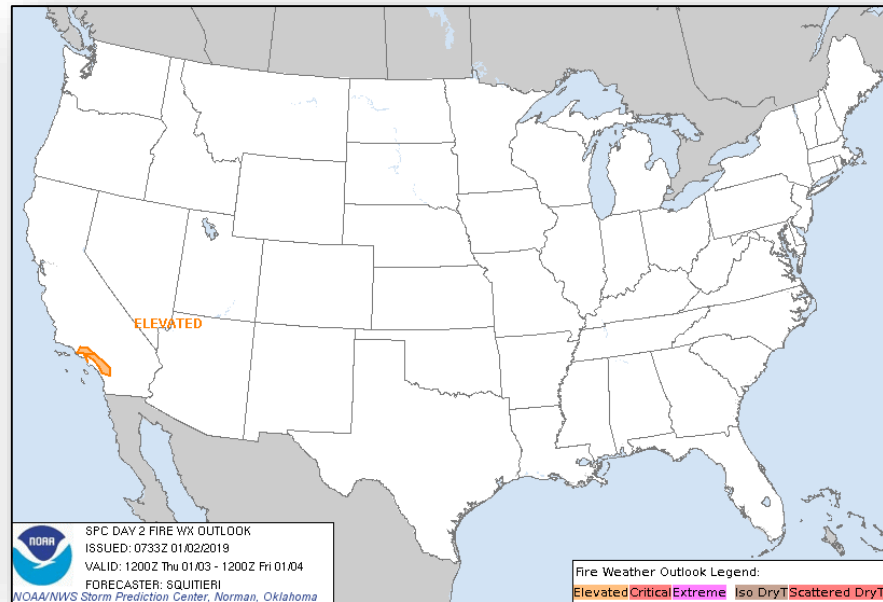 ELEVATED
NOAA
SPC DAY 2 FIRE WX OUTLOOK
ISSUED: 0733Z 01/02/2019
VALID: 1200Z Thu 01/03 - 1200Z Fri 01/04
FORECASTER: SQUITIERI
NOAA/NWS Storm Prediction Center, Norman, Oklahoma
Fire Weather Outlook Legend:
Elevated Critical Extreme Iso DryT Scattered DryT